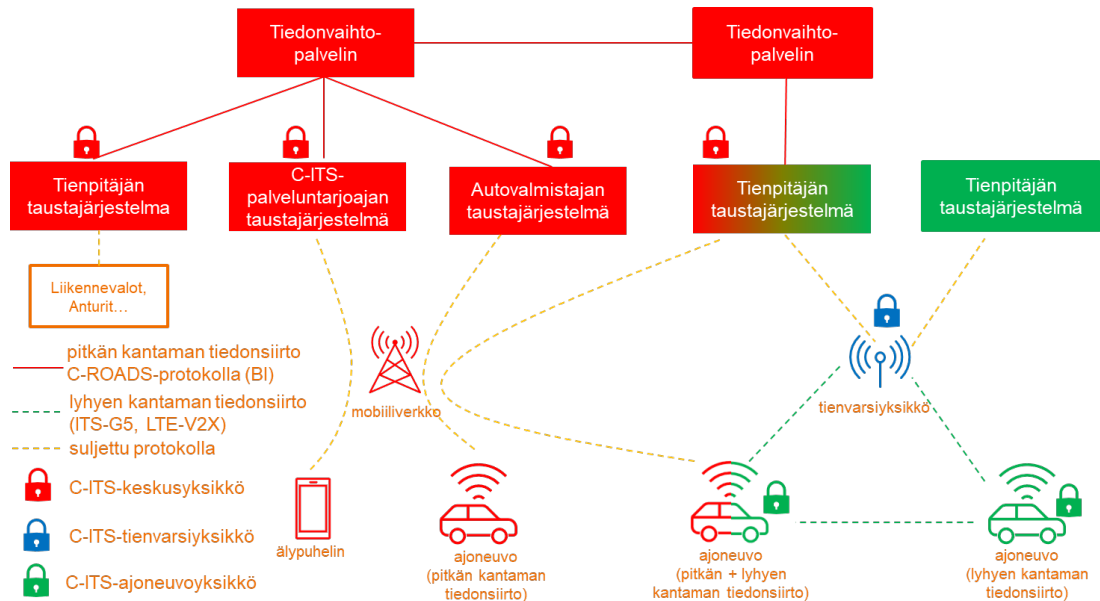 Tiedonvaihto-
palvelin
Tiedonvaihto-
palvelin
Tienpitäjän
taustajärjestelma
C-ITS-
palveluntarjoajan
taustajärjestelmä
Autovalmistajan
taustajärjestelmä
Tienpitäjän
taustajärjestelmä
Tienpitäjän
taustajärjestelmä
Liikennevalot,
Anturit...
pitkän kantaman tiedonsiirto
C-ROADS-protokolla (BI)
lyhyen kantaman tiedonsiirto
(ITS-G5, LTE-V2X)
suljettu protokolla
C-ITS-keskusyksikkö
C-ITS-tienvarsiyksikkö
C-ITS-ajoneuvoyksikkö
mobiiliverkko
tienvarsiyksikkö
älypuhelin
ajoneuvo
(pitkän kantaman
tiedonsiirto)
ajoneuvo
(pitkän + lyhyen
kantaman tiedonsiirto)
ajoneuvo
(lyhyen kantaman
tiedonsiirto)